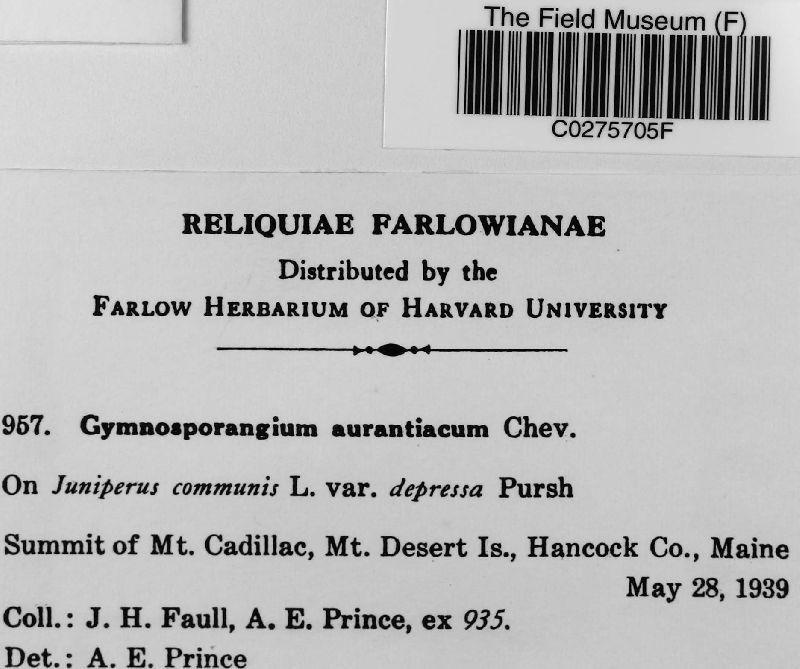 The Field Museum (F)
C0275705F
RELIQUIAE FARLOWIANAE
Distributed by the
FARLOW HERBARIUM OF HARVARD UNIVERSITY
957. Gymnosporangium aurantiacum Chev.
On Juniperus communis L. var. depressa Pursh
Summit of Mt. Cadillac, Mt. Desert Is., Hancock Co., Maine
May 28, 1939
Coll.: J. H. Faull, A. E. Prince, ex 935.
Det.: A. E. Prince